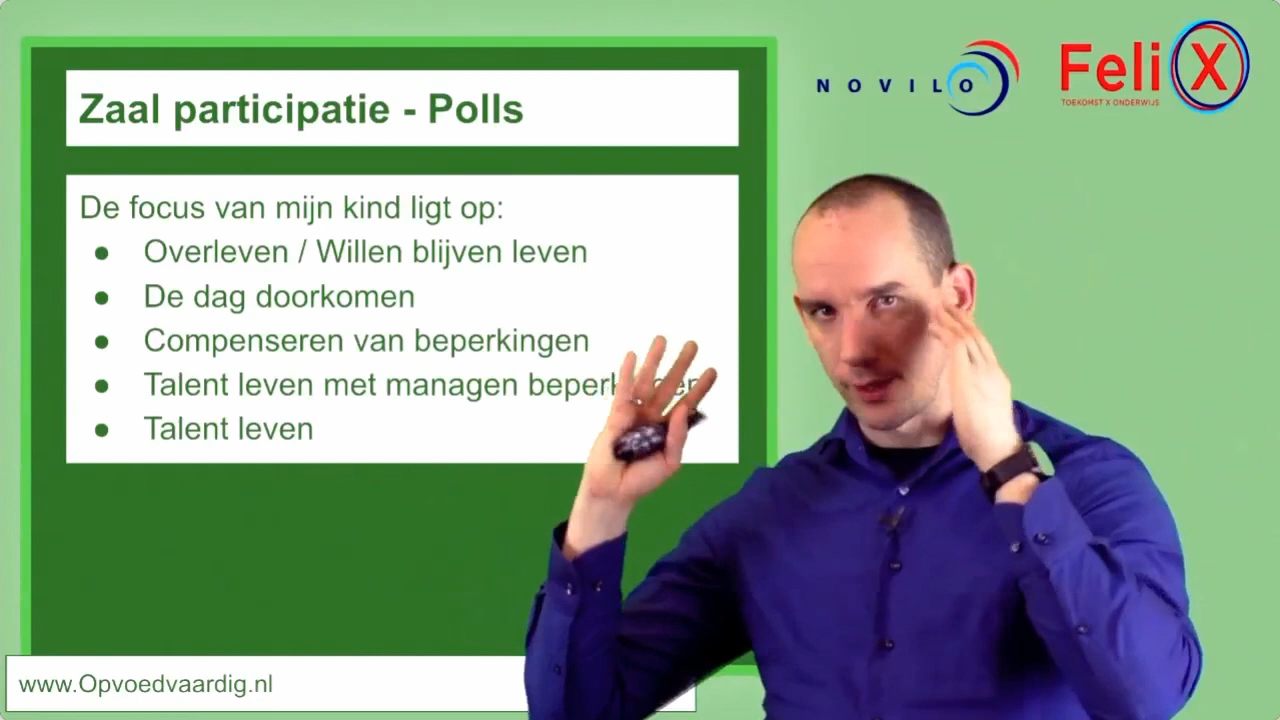 Zaal participatie - Polls
De focus van mijn kind ligt op:
Overleven / Willen blijven leven
De dag doorkomen
Compenseren van beperkingen
Talent leven met managen
Talent leven
www.Opvoedvaardig.nl
NOVILO
FeliX
TOEKOMST X ONDERWIJS